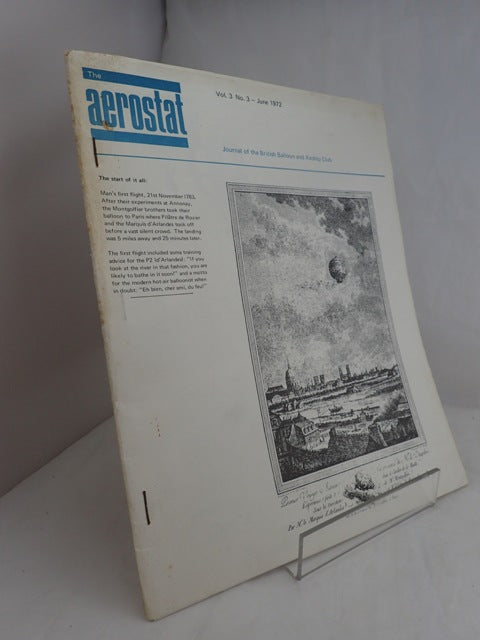 The
aerostat
Vol. 3 No. 3 – June 1972
Journal of the British Balloon and Airship Club
The start of it all:
Man's first flight, 21st November 1783.
After their experiments at Annonay,
the Montgolfier brothers took their
balloon to Paris where Pilâtre de Rozier
and the Marquis d'Arlandes took off
before a vast silent crowd. The landing
was 5 miles away and 25 minutes later.
The first flight included some training
advice for the P2 (d'Arlandes): "If you
look at the river in that fashion, you are
likely to bathe in it soon!" and a motto
for the modern hot-air balloonist when
in doubt: "Eh bien, cher ami, du feu!"
Par M. le Marquis d'Arlandes